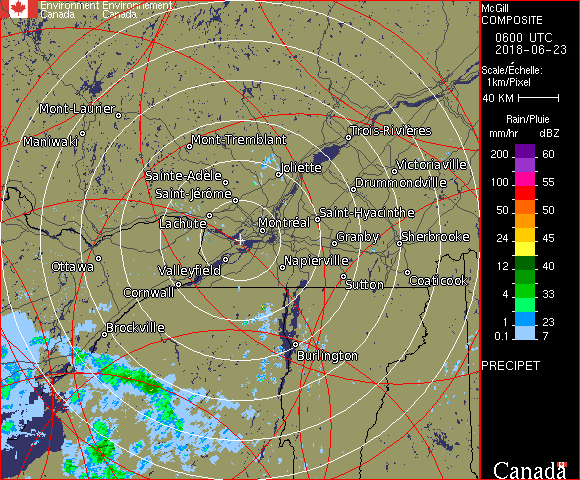 Environment Environnement
Canada Canada
McGill
COMPOSITE
0600 UTC
2018-06-23
Scale/Échelle:
1km/Pixel
40 KM
Rain/Pluie
mm/hr dBZ
200 60
150
100 55
50 50
24 45
12 40
4 33
1 23
0.1 7
PRECIPET
Canada
Mont-Laurier
Maniwaki
Mont-Tremblant
Trois-Rivières
Joliette
Victoriaville
Sainte-Adèle
Drummondville
Saint-Jérôme
Lachute
Saint-Hyacinthe
Montréal
Granby
Sherbrooke
Ottawa
Valleyfield
Napierville
Cornwall
Sutton
Coaticook
Brockville
Burlington